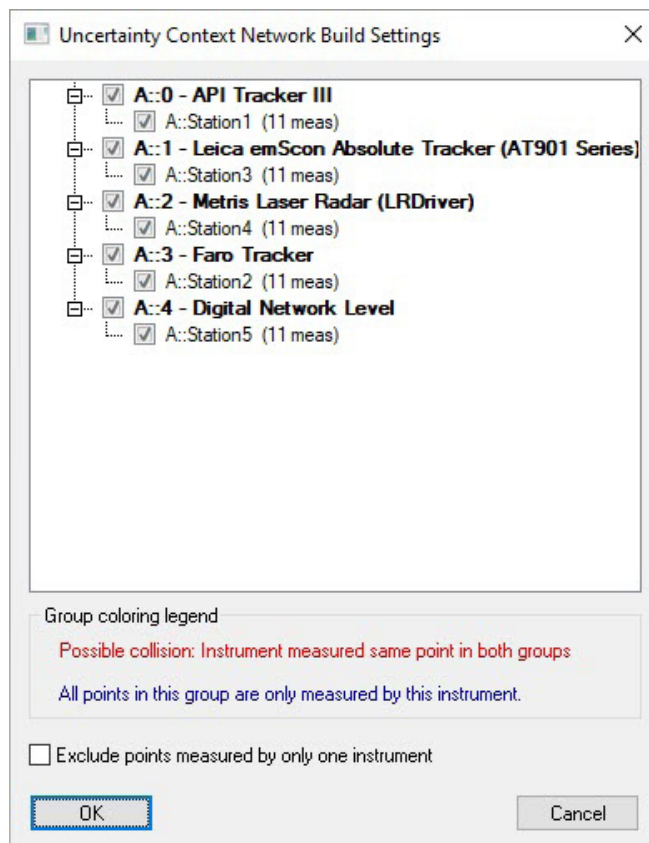 Uncertainty Context Network Build Settings
A::0 - API Tracker III
A::Station1 (11 meas)
A::1 - Leica emScon Absolute Tracker (AT901 Series)
A::Station3 (11 meas)
A::2 - Metris Laser Radar (LRDriver)
A::Station4 (11 meas)
A::3 - Faro Tracker
A::Station2 (11 meas)
A::4 - Digital Network Level
A::Station5 (11 meas)
Group coloring legend
Possible collision: Instrument measured same point in both groups
All points in this group are only measured by this instrument.
Exclude points measured by only one instrument
OK Cancel